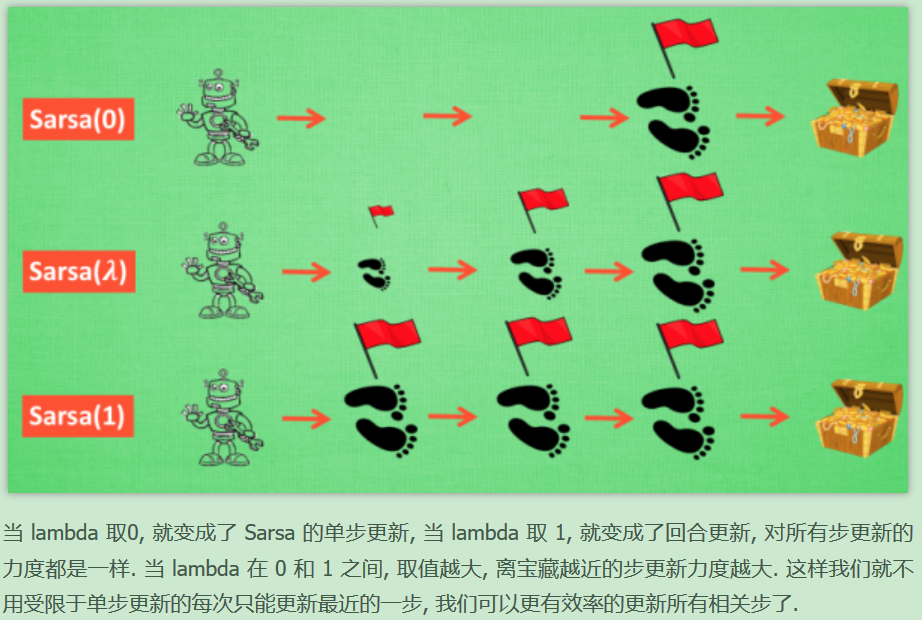 Sarsa(0)
Sarsa(λ)
Sarsa(1)
当 lambda 取0, 就变成了 Sarsa 的单步更新, 当 lambda 取 1, 就变成了回合更新, 对所有步更新的
力度都是一样. 当 lambda 在 0 和 1 之间, 取值越大, 离宝藏越近的步更新力度越大. 这样我们就不
用受限于单步更新的每次只能更新最近的一步, 我们可以更有效率的更新所有相关步了.